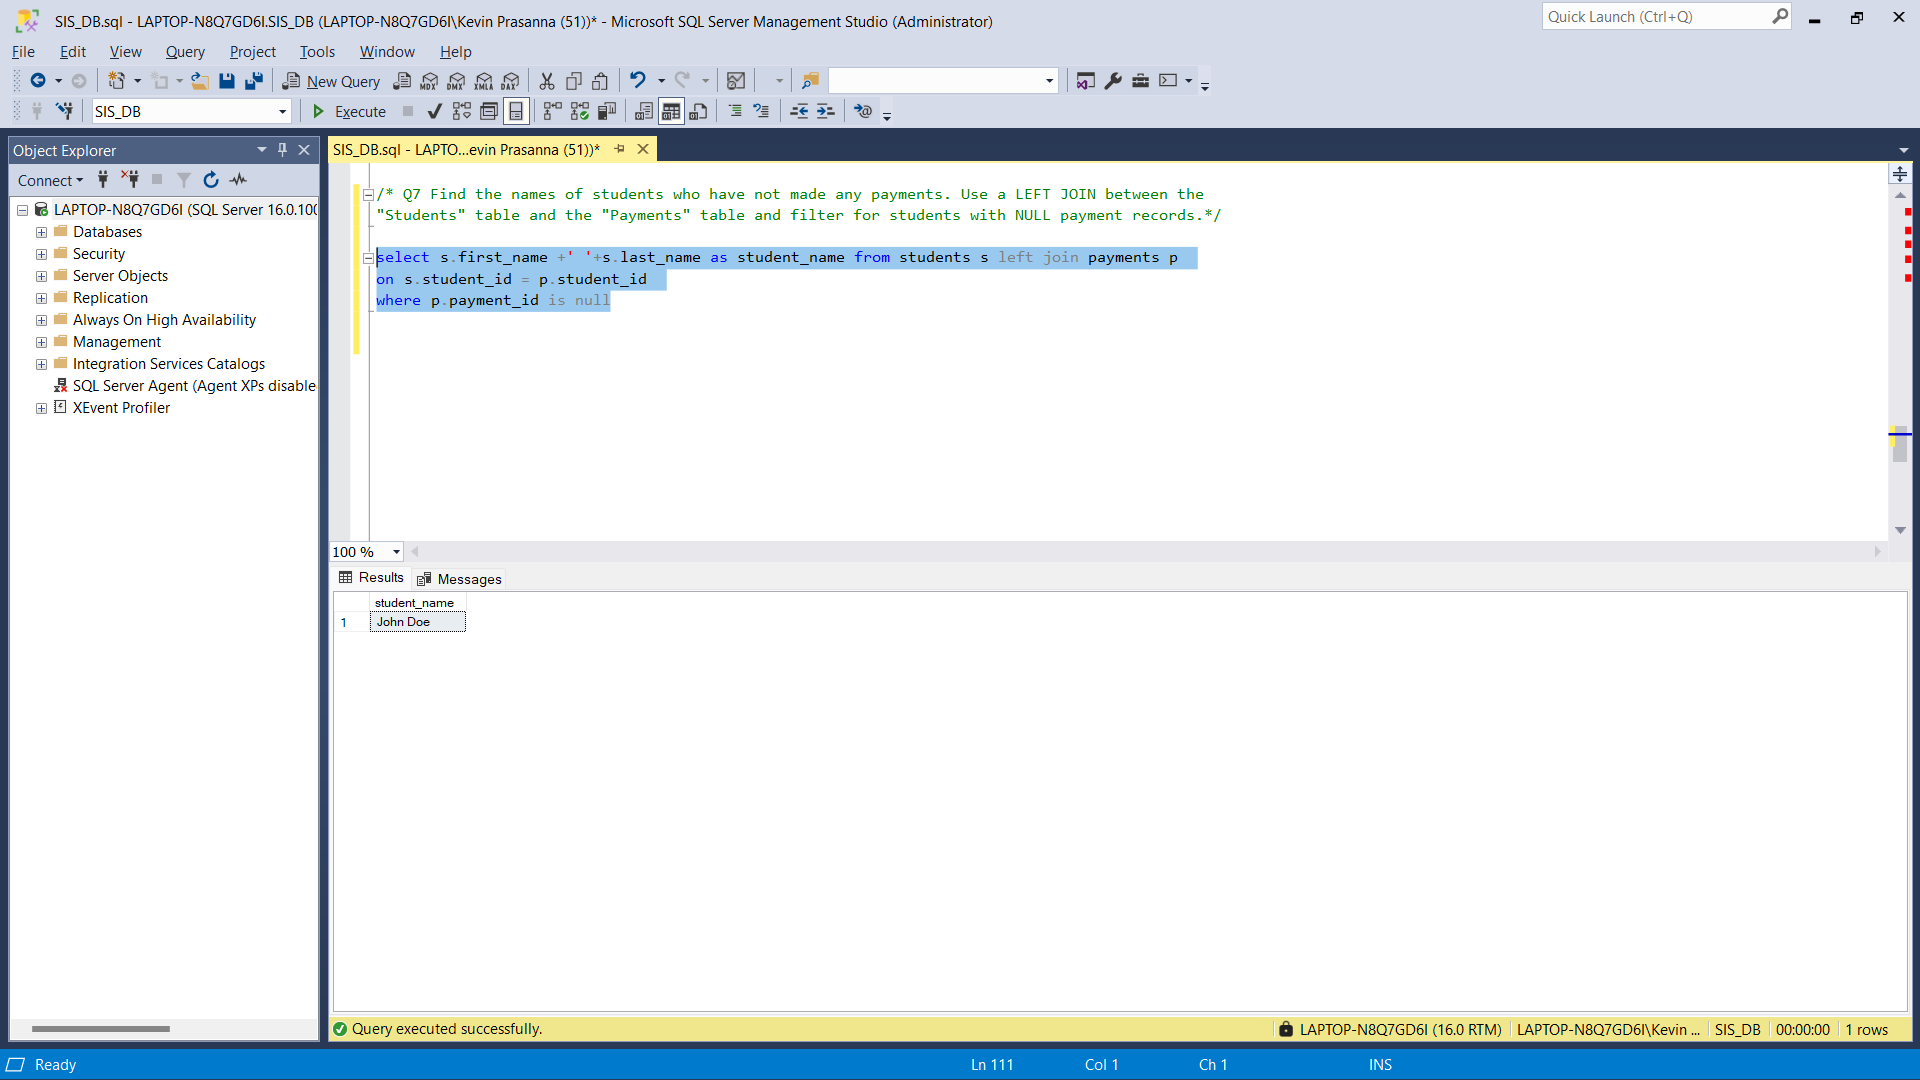 SIS_DB.sql - LAPTOP-N8Q7GD6I.SIS_DB (LAPTOP-N8Q7GD6I\Kevin Prasanna (51))* - Microsoft SQL Server Management Studio (Administrator)
Quick Launch (Ctrl+Q)
File Edit View Query Project Tools Window Help
New Query
MDX DMX XMLA DAX
SIS_DB
Execute
Object Explorer
SIS_DB.sql - LAPTO...evin Prasanna (51))*
Connect
LAPTOP-N8Q7GD6I (SQL Server 16.0.100
Databases
Security
Server Objects
Replication
Always On High Availability
Management
Integration Services Catalogs
SQL Server Agent (Agent XPs disable
XEvent Profiler
/* Q7 Find the names of students who have not made any payments. Use a LEFT JOIN between the
"Students" table and the "Payments" table and filter for students with NULL payment records.*/
select s.first_name +' '+s.last_name as student_name from students s left join payments p
on s.student_id = p.student_id
where p.payment_id is null
100 %
Results Messages
student_name
1 John Doe
Query executed successfully.
LAPTOP-N8Q7GD6I (16.0 RTM) LAPTOP-N8Q7GD6I\Kevin ... SIS_DB 00:00:00 1 rows
Ready Ln 111 Col 1 Ch 1 INS